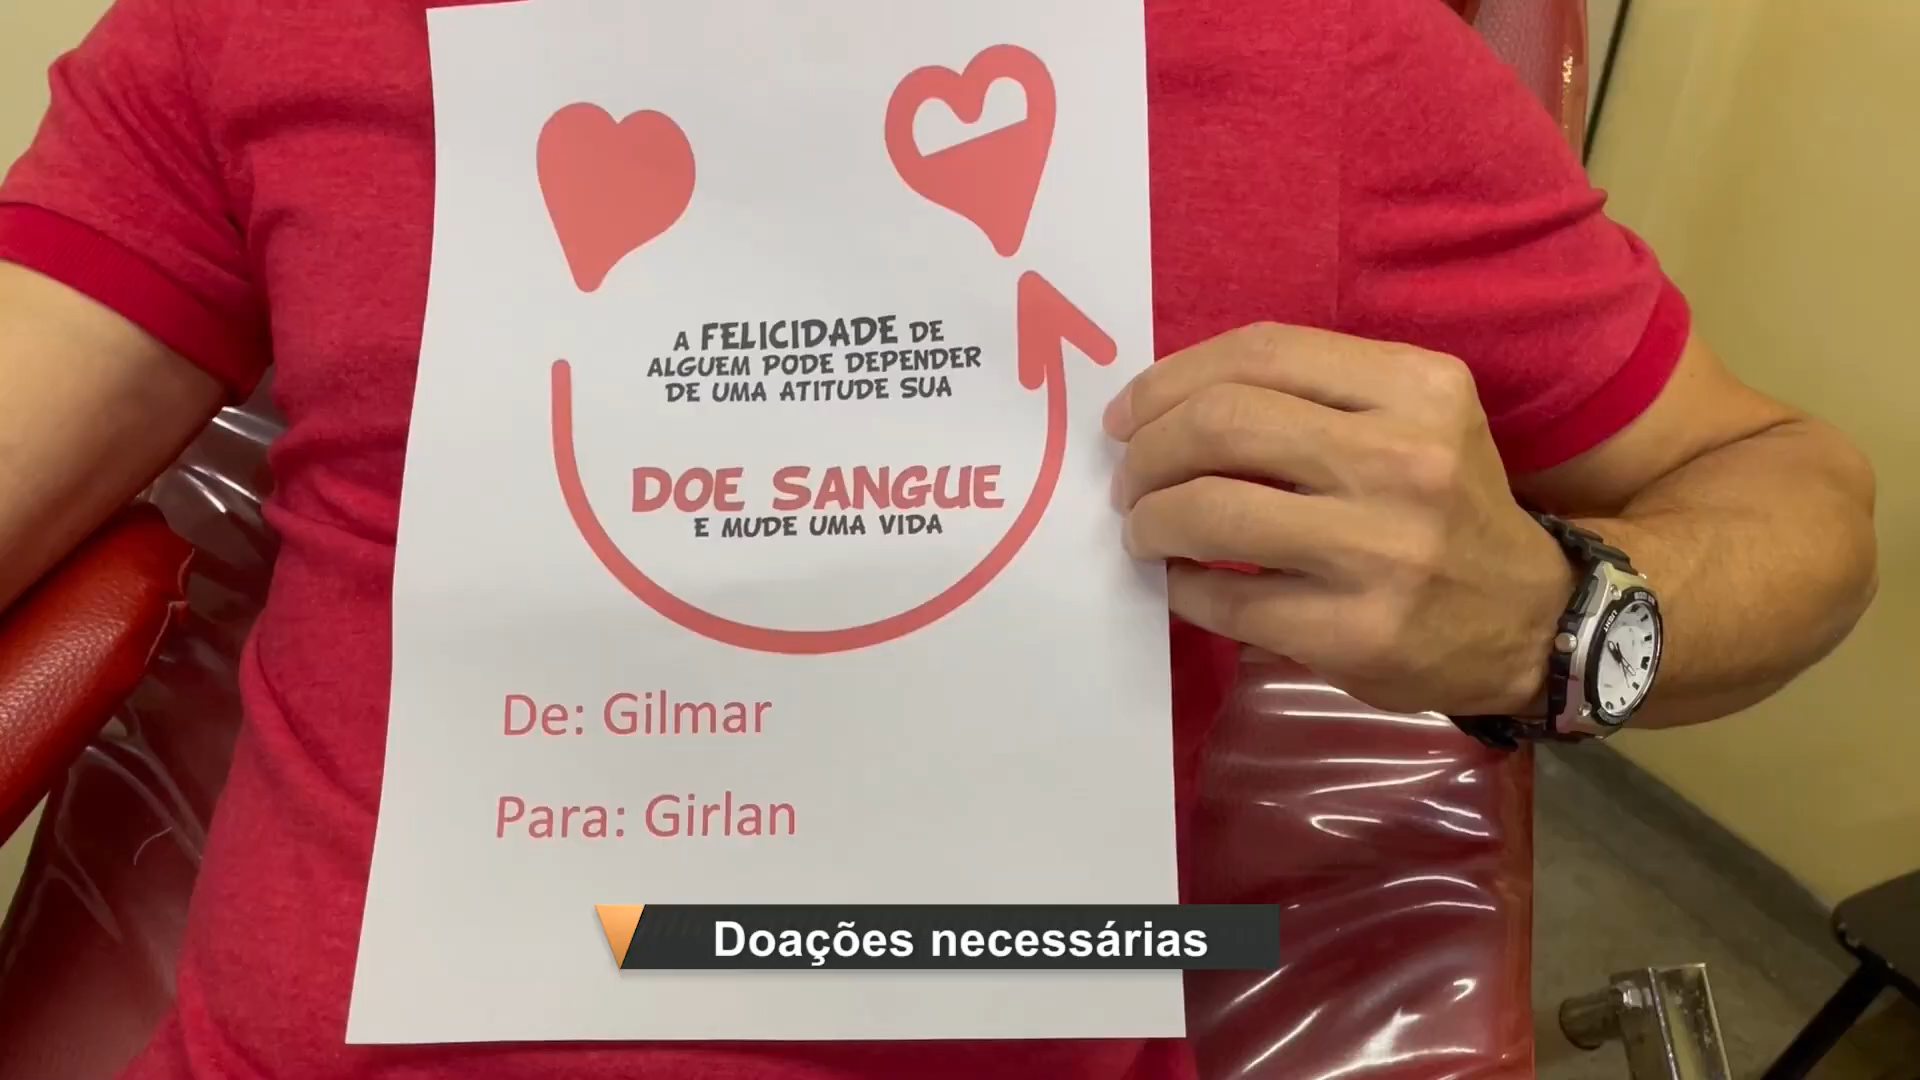 A FELICIDADE DE
ALGUEM PODE DEPENDER
DE UMA ATITUDE SUA
DOE SANGUE
E MUDE UMA VIDA
De: Gilmar
Para: Girlan
Doações necessárias